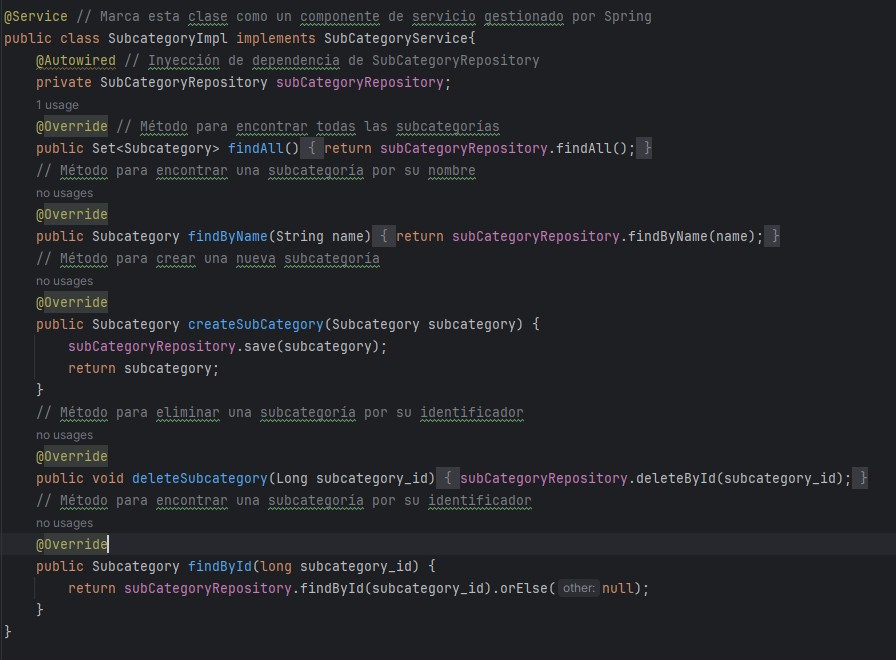 @Service // Marca esta clase como un componente de servicio gestionado por Spring
public class SubcategoryImpl implements SubCategoryService{
@Autowired // Inyección de dependencia de SubCategoryRepository
private SubCategoryRepository subCategoryRepository;
1 usage
@Override // Método para encontrar todas las subcategorías
public Set<Subcategory> findAll() { return subCategoryRepository.findAll(); }
// Método para encontrar una subcategoría por su nombre
no usages
@Override
public Subcategory findByName(String name) { return subCategoryRepository.findByName(name); }
// Método para crear una nueva subcategoría
no usages
@Override
public Subcategory createSubCategory(Subcategory subcategory) {
subCategoryRepository.save(subcategory);
return subcategory;
}
// Método para eliminar una subcategoría por su identificador
no usages
@Override
public void deleteSubcategory(Long subcategory_id) { subCategoryRepository.deleteById(subcategory_id); }
// Método para encontrar una subcategoría por su identificador
no usages
@Override
public Subcategory findById(long subcategory_id) {
return subCategoryRepository.findById(subcategory_id).orElse( other: null);
}
}